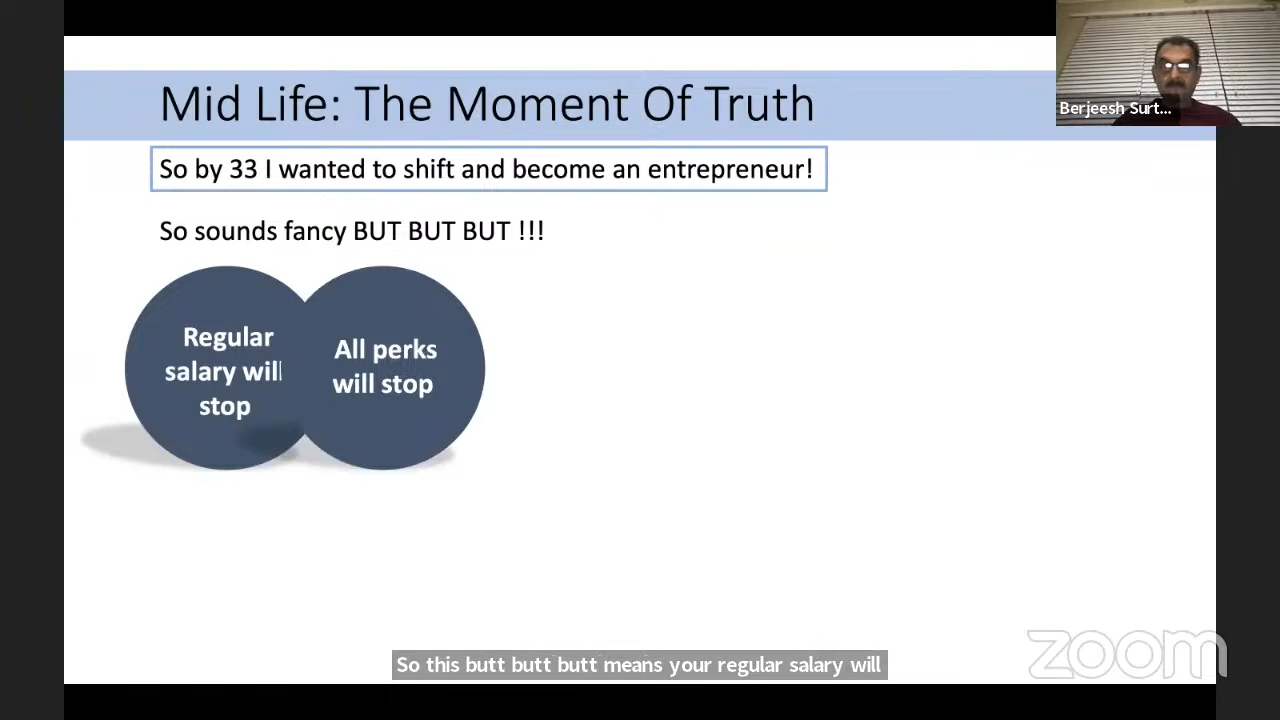 Mid Life: The Moment Of Truth
Berjeesh Surt...
So by 33 I wanted to shift and become an entrepreneur!
So sounds fancy BUT BUT BUT !!!
Regular
salary will
stop
All perks
will stop
So this butt butt butt means your regular salary will
zoom